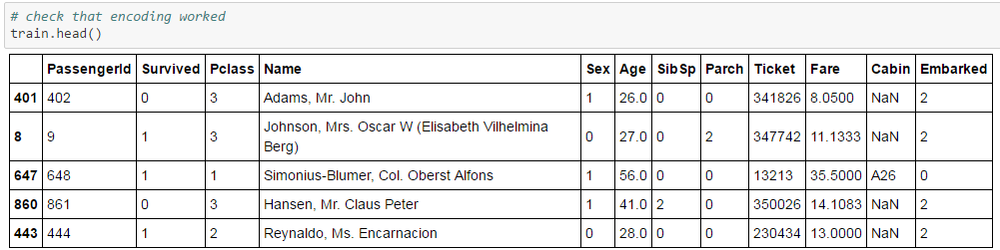 # check that encoding worked
train.head()
PassengerId Survived Pclass Name Sex Age SibSp Parch Ticket Fare Cabin Embarked
401 402 0 3 Adams, Mr. John 1 26.0 0 0 341826 8.0500 NaN 2
8 9 1 3 Johnson, Mrs. Oscar W (Elisabeth Vilhelmina
Berg) 0 27.0 0 2 347742 11.1333 NaN 2
647 648 1 1 Simonius-Blumer, Col. Oberst Alfons 1 56.0 0 0 13213 35.5000 A26 0
860 861 0 3 Hansen, Mr. Claus Peter 1 41.0 2 0 350026 14.1083 NaN 2
443 444 1 2 Reynaldo, Ms. Encarnacion 0 28.0 0 0 230434 13.0000 NaN 2